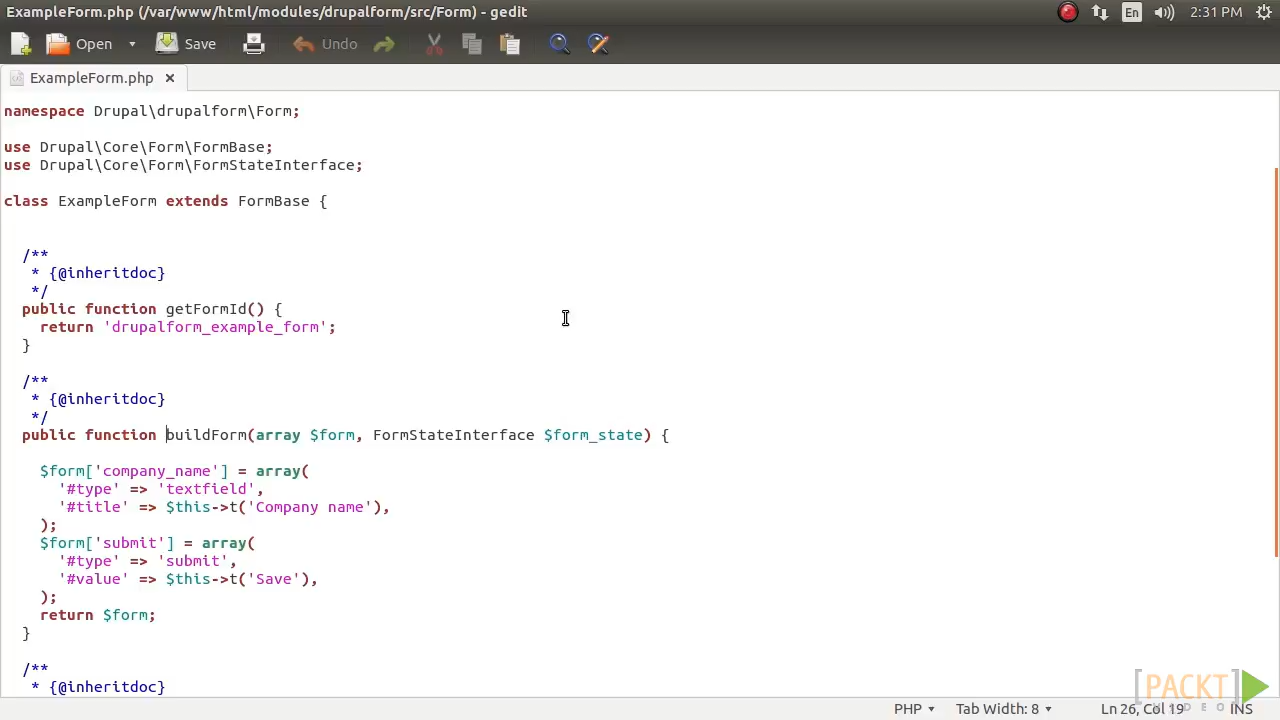 ExampleForm.php (/var/www/html/modules/drupalform/src/Form) - gedit
En
2:31 PM
Open
Save
Undo
ExampleForm.php
namespace Drupal\drupalform\Form;
use Drupal\Core\Form\FormBase;
use Drupal\Core\Form\FormStateInterface;
class ExampleForm extends FormBase {
/**
* {@inheritdoc}
*/
public function getFormId() {
return 'drupalform_example_form';
}
/**
* {@inheritdoc}
*/
public function buildForm(array $form, FormStateInterface $form_state) {
$form['company_name'] = array(
'#type' => 'textfield',
'#title' => $this->t('Company name'),
);
$form['submit'] = array(
'#type' => 'submit',
'#value' => $this->t('Save'),
);
return $form;
}
/**
* {@inheritdoc}
[PACKT]
VIDEO
PHP
Tab Width: 8
Ln 26, Col 19
INS